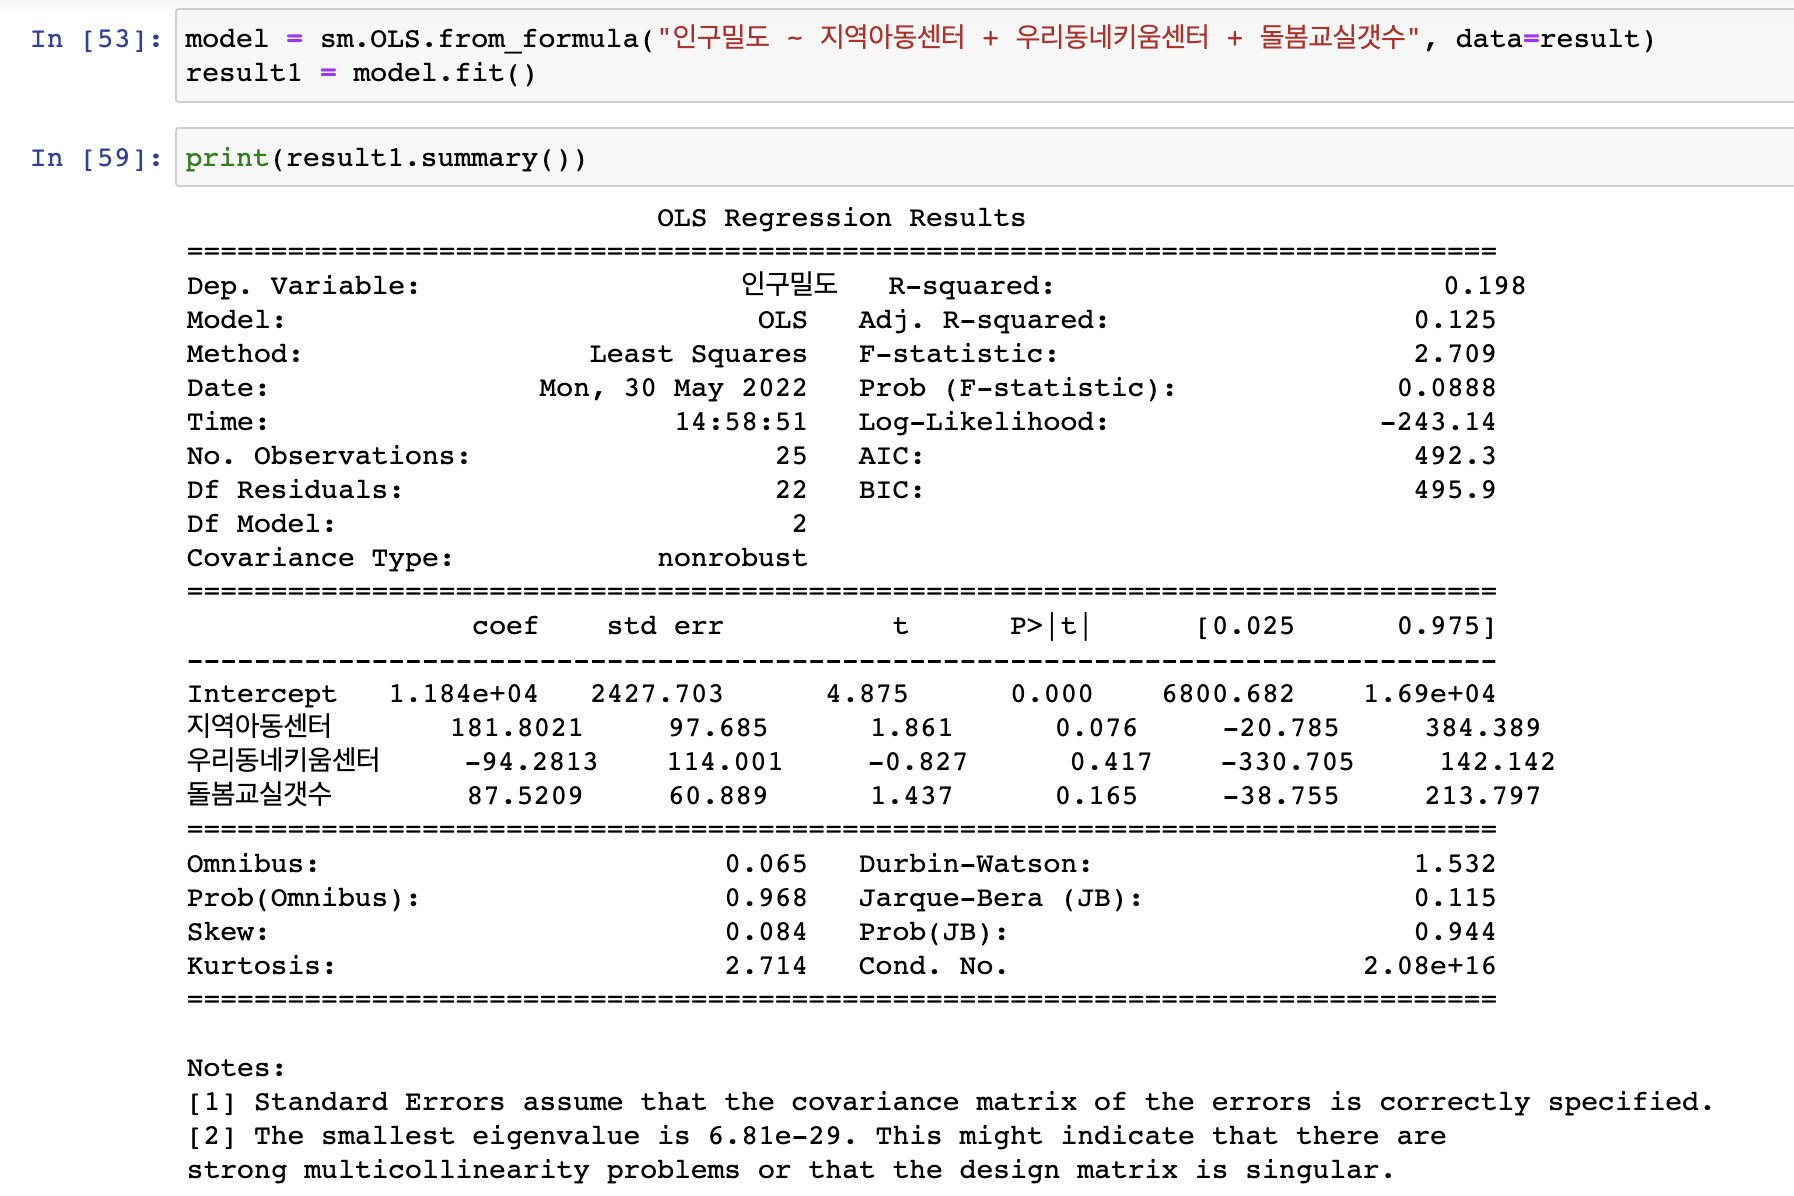 In [53]: model = sm.OLS.from_formula("인구밀도 ~ 지역아동센터 + 우리동네키움센터 + 돌봄교실갯수", data=result)
result1 = model.fit()
In [59]: print(result1.summary())
OLS Regression Results
==============================================================================
Dep. Variable: 인구밀도 R-squared: 0.198
Model: OLS Adj. R-squared: 0.125
Method: Least Squares F-statistic: 2.709
Date: Mon, 30 May 2022 Prob (F-statistic): 0.0888
Time: 14:58:51 Log-Likelihood: -243.14
No. Observations: 25 AIC: 492.3
Df Residuals: 22 BIC: 495.9
Df Model: 2
Covariance Type: nonrobust
==============================================================================
coef std err t P>|t| [0.025 0.975]
------------------------------------------------------------------------------
Intercept 1.184e+04 2427.703 4.875 0.000 6800.682 1.69e+04
지역아동센터 181.8021 97.685 1.861 0.076 -20.785 384.389
우리동네키움센터 -94.2813 114.001 -0.827 0.417 -330.705 142.142
돌봄교실갯수 87.5209 60.889 1.437 0.165 -38.755 213.797
==============================================================================
Omnibus: 0.065 Durbin-Watson: 1.532
Prob(Omnibus): 0.968 Jarque-Bera (JB): 0.115
Skew: 0.084 Prob(JB): 0.944
Kurtosis: 2.714 Cond. No. 2.08e+16
==============================================================================
Notes:
[1] Standard Errors assume that the covariance matrix of the errors is correctly specified.
[2] The smallest eigenvalue is 6.81e-29. This might indicate that there are
strong multicollinearity problems or that the design matrix is singular.